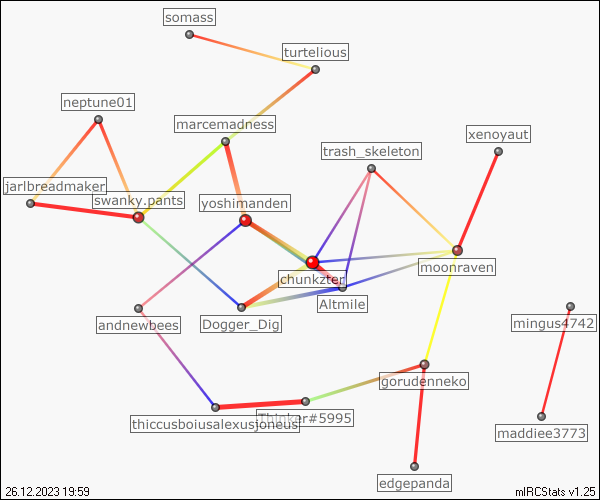 somass
turtelious
neptune01
marcemadness
xenoyaut
trash_skeleton
jarlbreadmaker
swanky.pants
yoshimanden
moonraven
chunkzter
Altmile
andnewbees
Dogger_Dig
mingus4742
gorudenneko
Thinker#5995
thiccusboiusalexusjoneus
maddiee3773
edgepanda
26.12.2023 19:59
mIRCStats v1.25